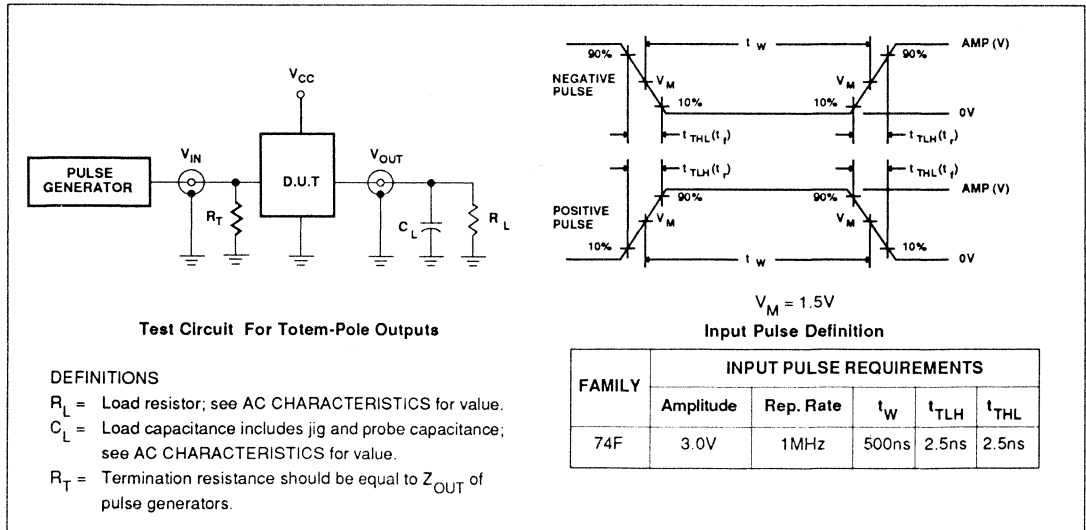 V_CC
V_IN
V_OUT
PULSE
GENERATOR
D.U.T
R_T
C_L
R_L
Test Circuit For Totem-Pole Outputs
DEFINITIONS
R_L = Load resistor; see AC CHARACTERISTICS for value.
C_L = Load capacitance includes jig and probe capacitance;
see AC CHARACTERISTICS for value.
R_T = Termination resistance should be equal to Z_OUT of
pulse generators.
t_W
AMP (V)
90%
90%
NEGATIVE
PULSE
V_M
V_M
10%
10%
0V
t_THL(t_f)
t_TLH(t_r)
t_TLH(t_r)
t_THL(t_f)
AMP (V)
90%
90%
POSITIVE
PULSE
V_M
V_M
10%
10%
t_W
0V
V_M = 1.5V
Input Pulse Definition
FAMILY
INPUT PULSE REQUIREMENTS
Amplitude Rep. Rate t_W t_TLH t_THL
74F 3.0V 1MHz 500ns 2.5ns 2.5ns